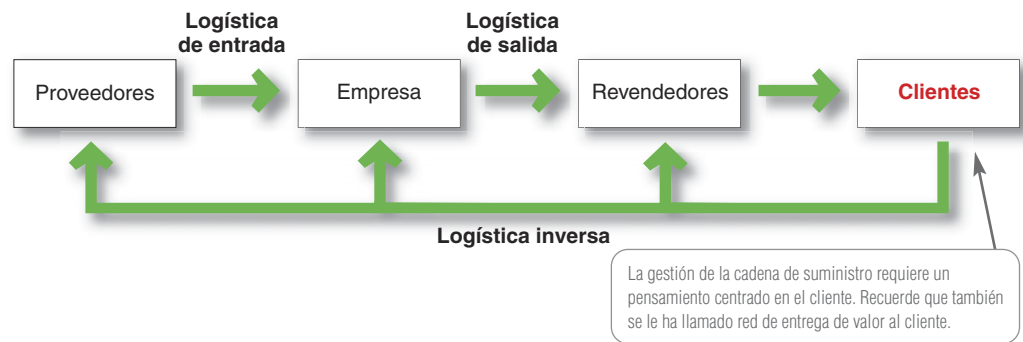 Logística
de entrada
Logística
de salida
Proveedores
Empresa
Revendedores
Clientes
Logística inversa
La gestión de la cadena de suministro requiere un
pensamiento centrado en el cliente. Recuerde que también
se le ha llamado red de entrega de valor al cliente.